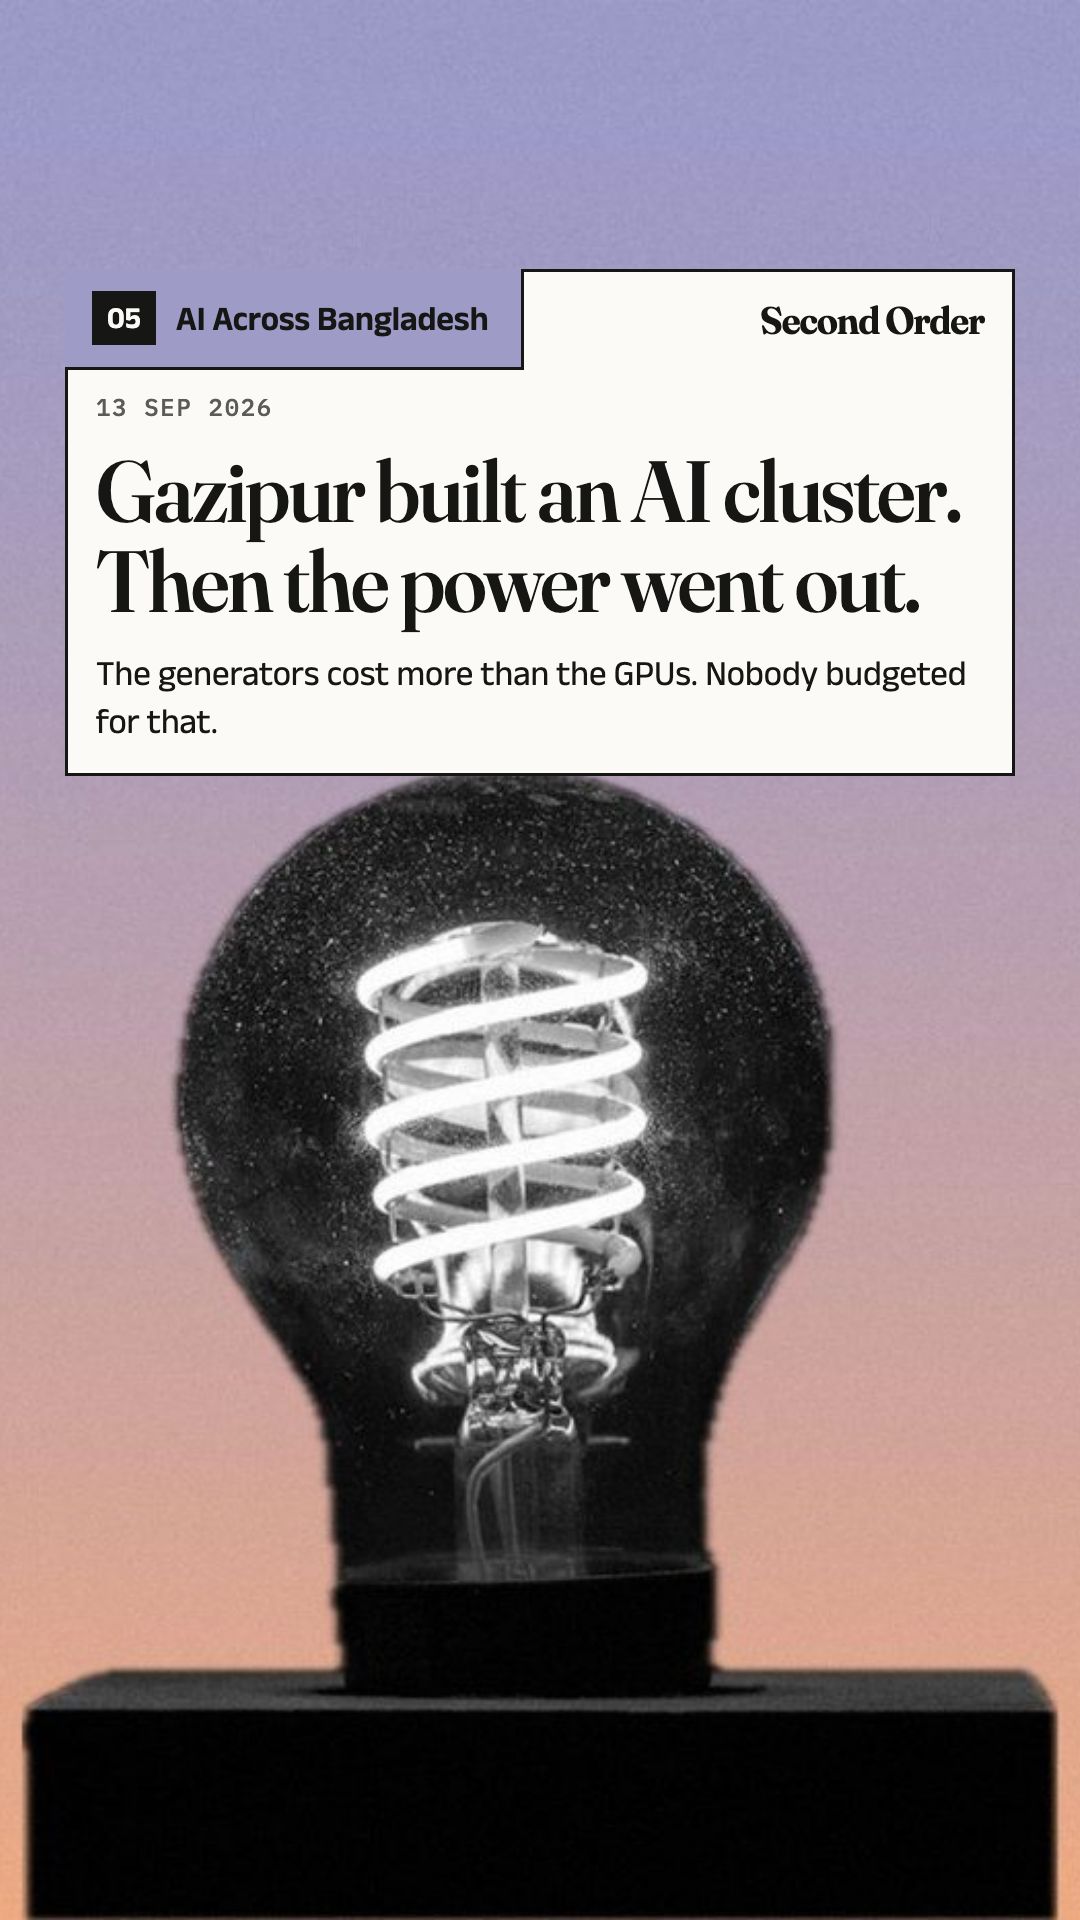 05 AI Across Bangladesh
Second Order
13 SEP 2026
Gazipur built an AI cluster.
Then the power went out.
The generators cost more than the GPUs. Nobody budgeted
for that.